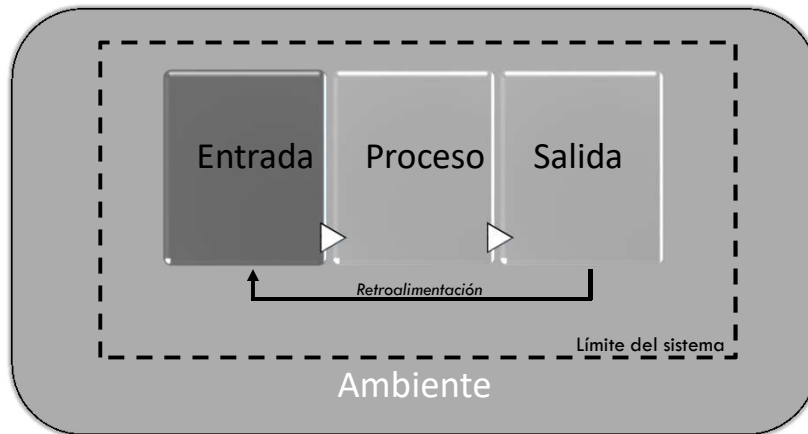 Entrada
Proceso
Salida
Retroalimentación
Límite del sistema
Ambiente